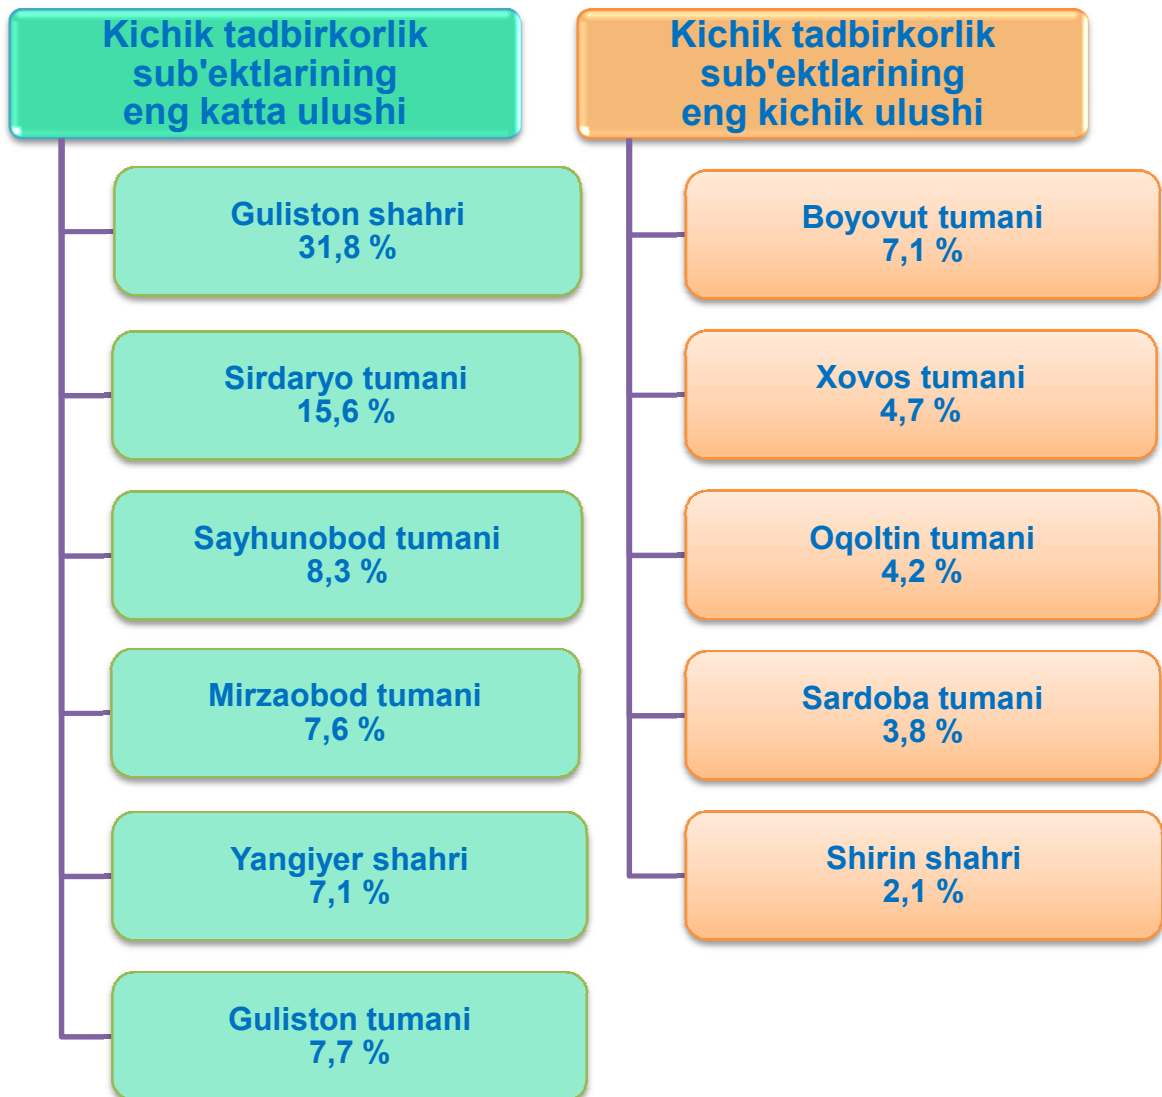 Kichik tadbirkorlik
sub'ektlarining
eng katta ulushi
Guliston shahri
31,8 %
Sirdaryo tumani
15,6 %
Sayhunobod tumani
8,3 %
Mirzaobod tumani
7,6 %
Yangiyer shahri
7,1 %
Guliston tumani
7,7 %
Kichik tadbirkorlik
sub'ektlarining
eng kichik ulushi
Boyovut tumani
7,1 %
Xovos tumani
4,7 %
Oqoltin tumani
4,2 %
Sardoba tumani
3,8 %
Shirin shahri
2,1 %